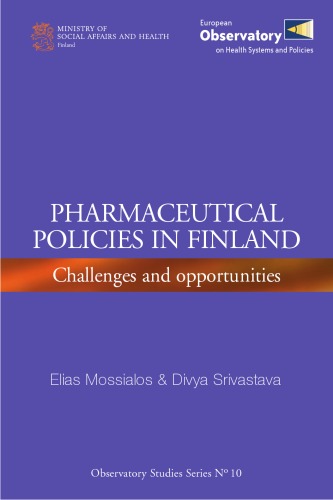 MINISTRY OF
SOCIAL AFFAIRS AND HEALTH
Finland
European
Observatory
on Health Systems and Policies
PHARMACEUTICAL
POLICIES IN FINLAND
Challenges and opportunities
Elias Mossialos & Divya Srivastava
Observatory Studies Series Nº 10